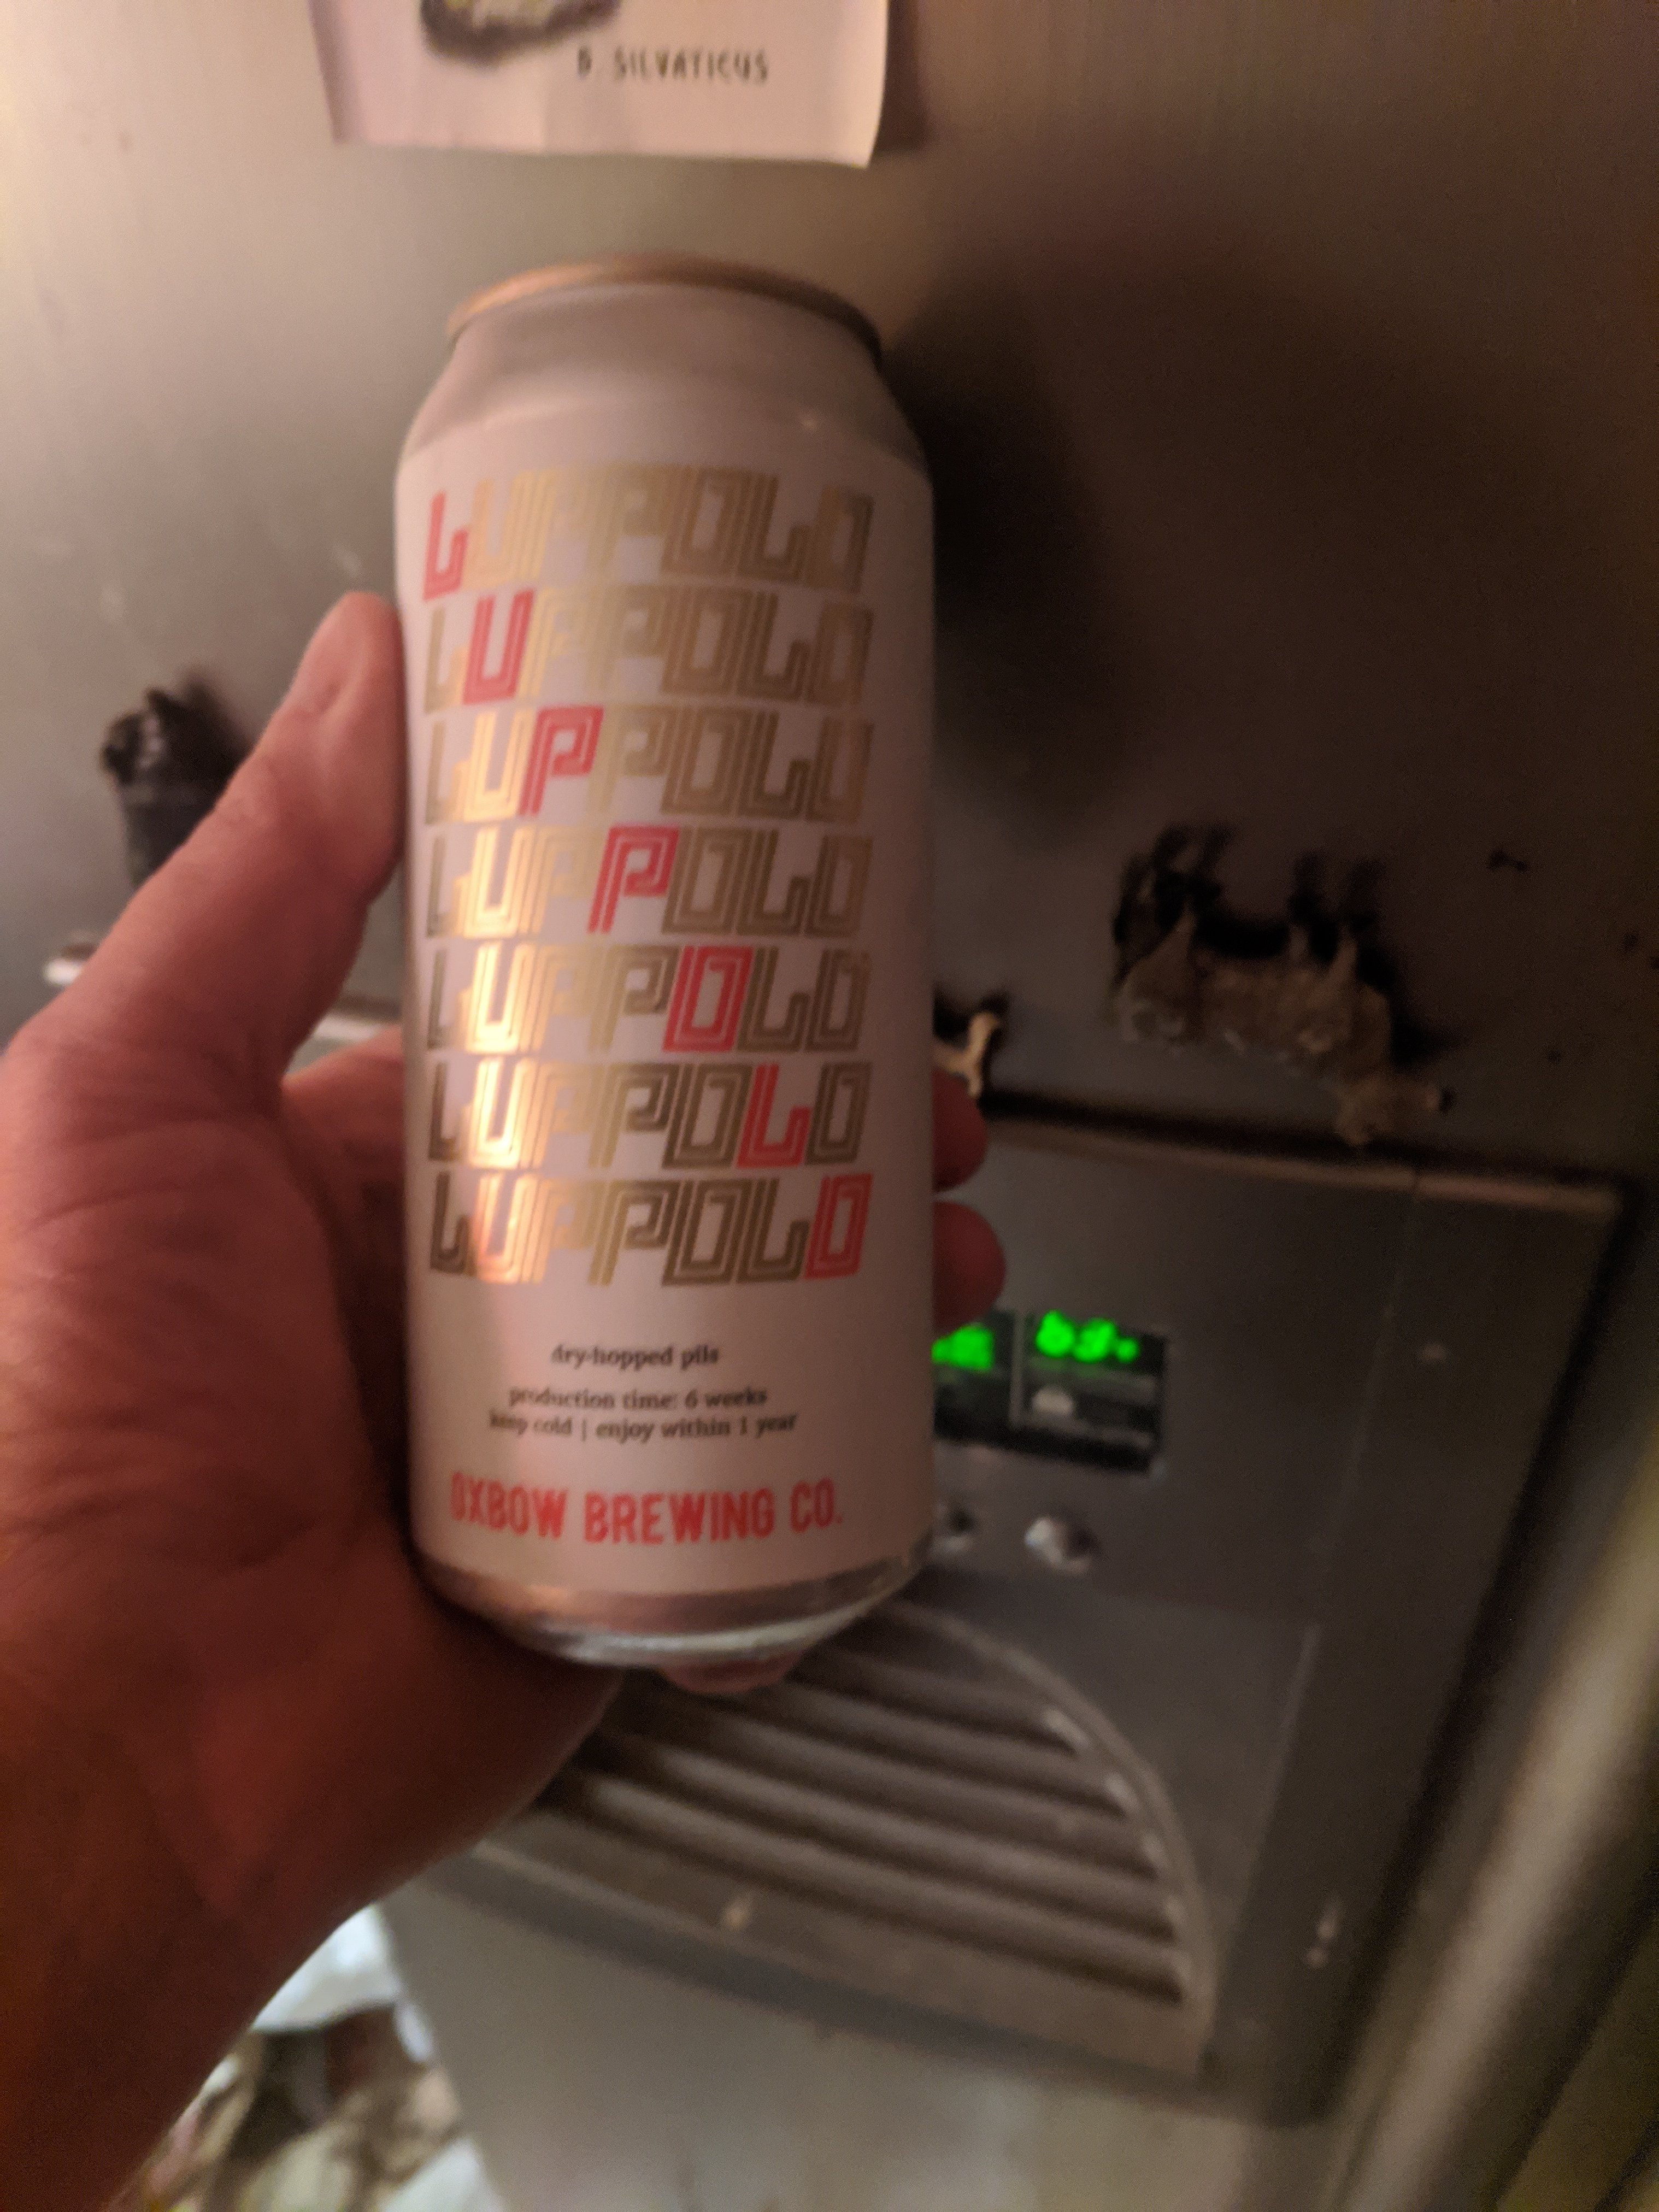 B. SILVATICUS
LUPPOLO
LUPPOLO
LUPPOLO
LUPPOLO
LUPPOLO
LUPPOLO
LUPPOLO
dry-hopped pils
production time: 6 weeks
keep cold | enjoy within 1 year
OXBOW BREWING CO.